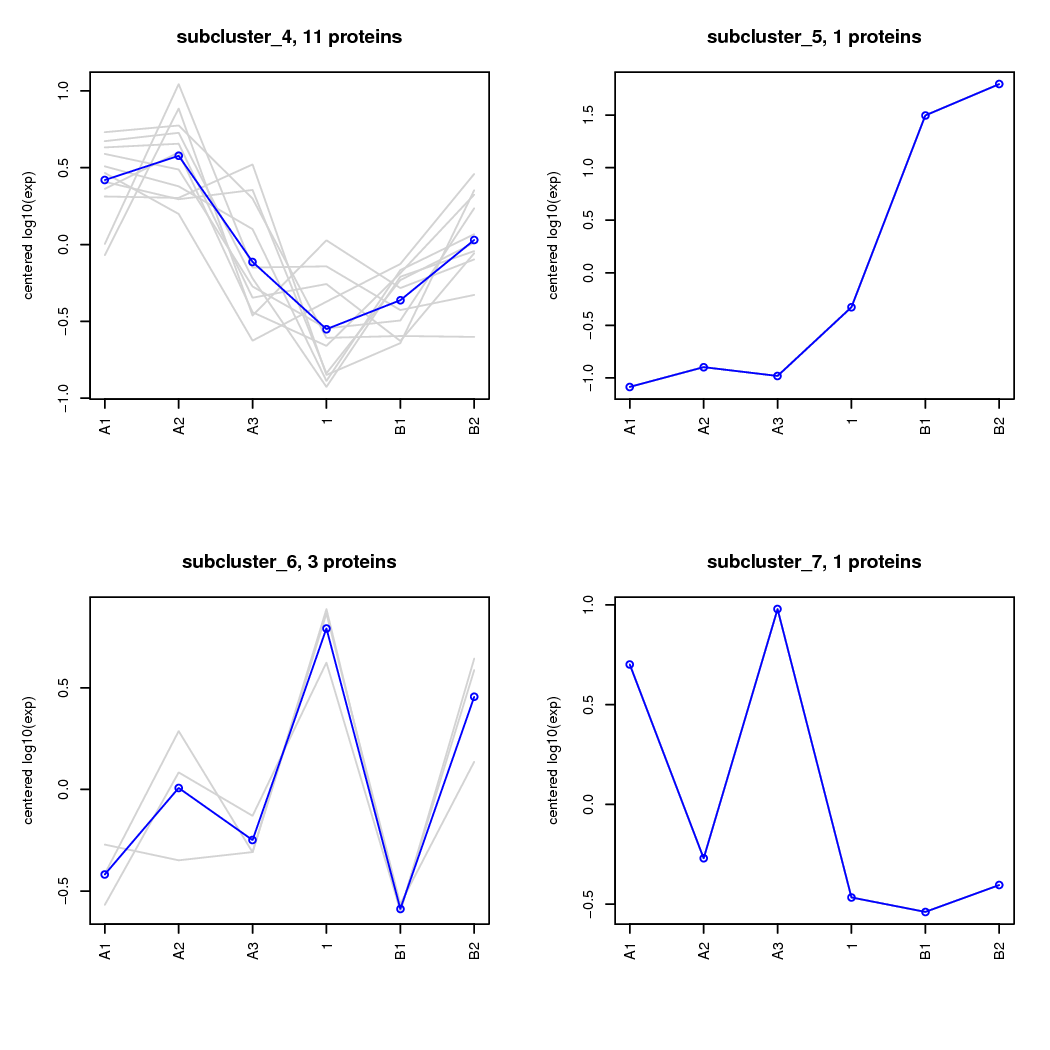 subcluster_4, 11 proteins
centered log10(exp)
1.0
0.5
0.0
−0.5
−1.0
A1
A2
A3
1
B1
B2
subcluster_5, 1 proteins
centered log10(exp)
1.5
1.0
0.5
0.0
−0.5
−1.0
A1
A2
A3
1
B1
B2
subcluster_6, 3 proteins
centered log10(exp)
0.5
0.0
−0.5
A1
A2
A3
1
B1
B2
subcluster_7, 1 proteins
centered log10(exp)
1.0
0.5
0.0
−0.5
A1
A2
A3
1
B1
B2